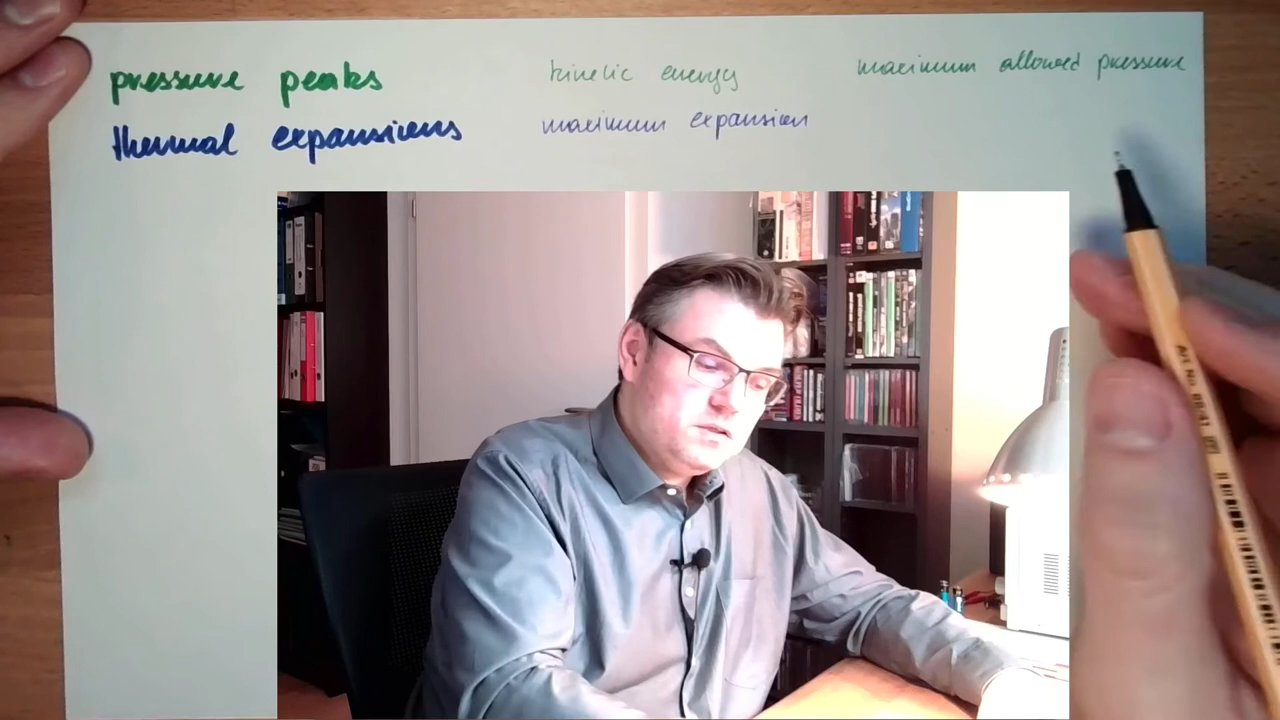 pressure peaks kinetic energy maximum allowed pressure
thermal expansions maximum expansion